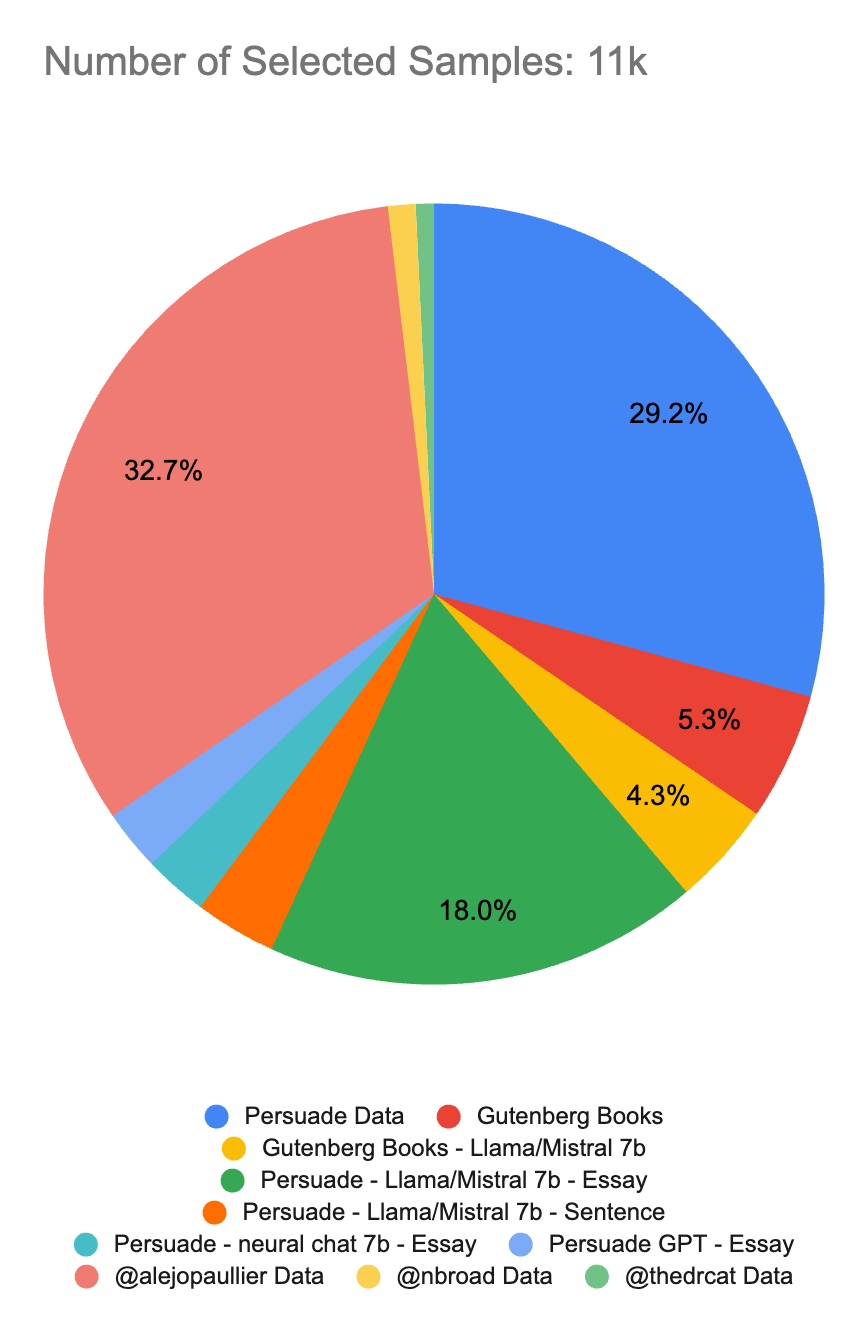 Number of Selected Samples: 11k
29.2%
32.7%
5.3%
4.3%
18.0%
Persuade Data Gutenberg Books
Gutenberg Books - Llama/Mistral 7b
Persuade - Llama/Mistral 7b - Essay
Persuade - Llama/Mistral 7b - Sentence
Persuade - neural chat 7b - Essay Persuade GPT - Essay
@alejopaullier Data @nbroad Data @thedrcat Data